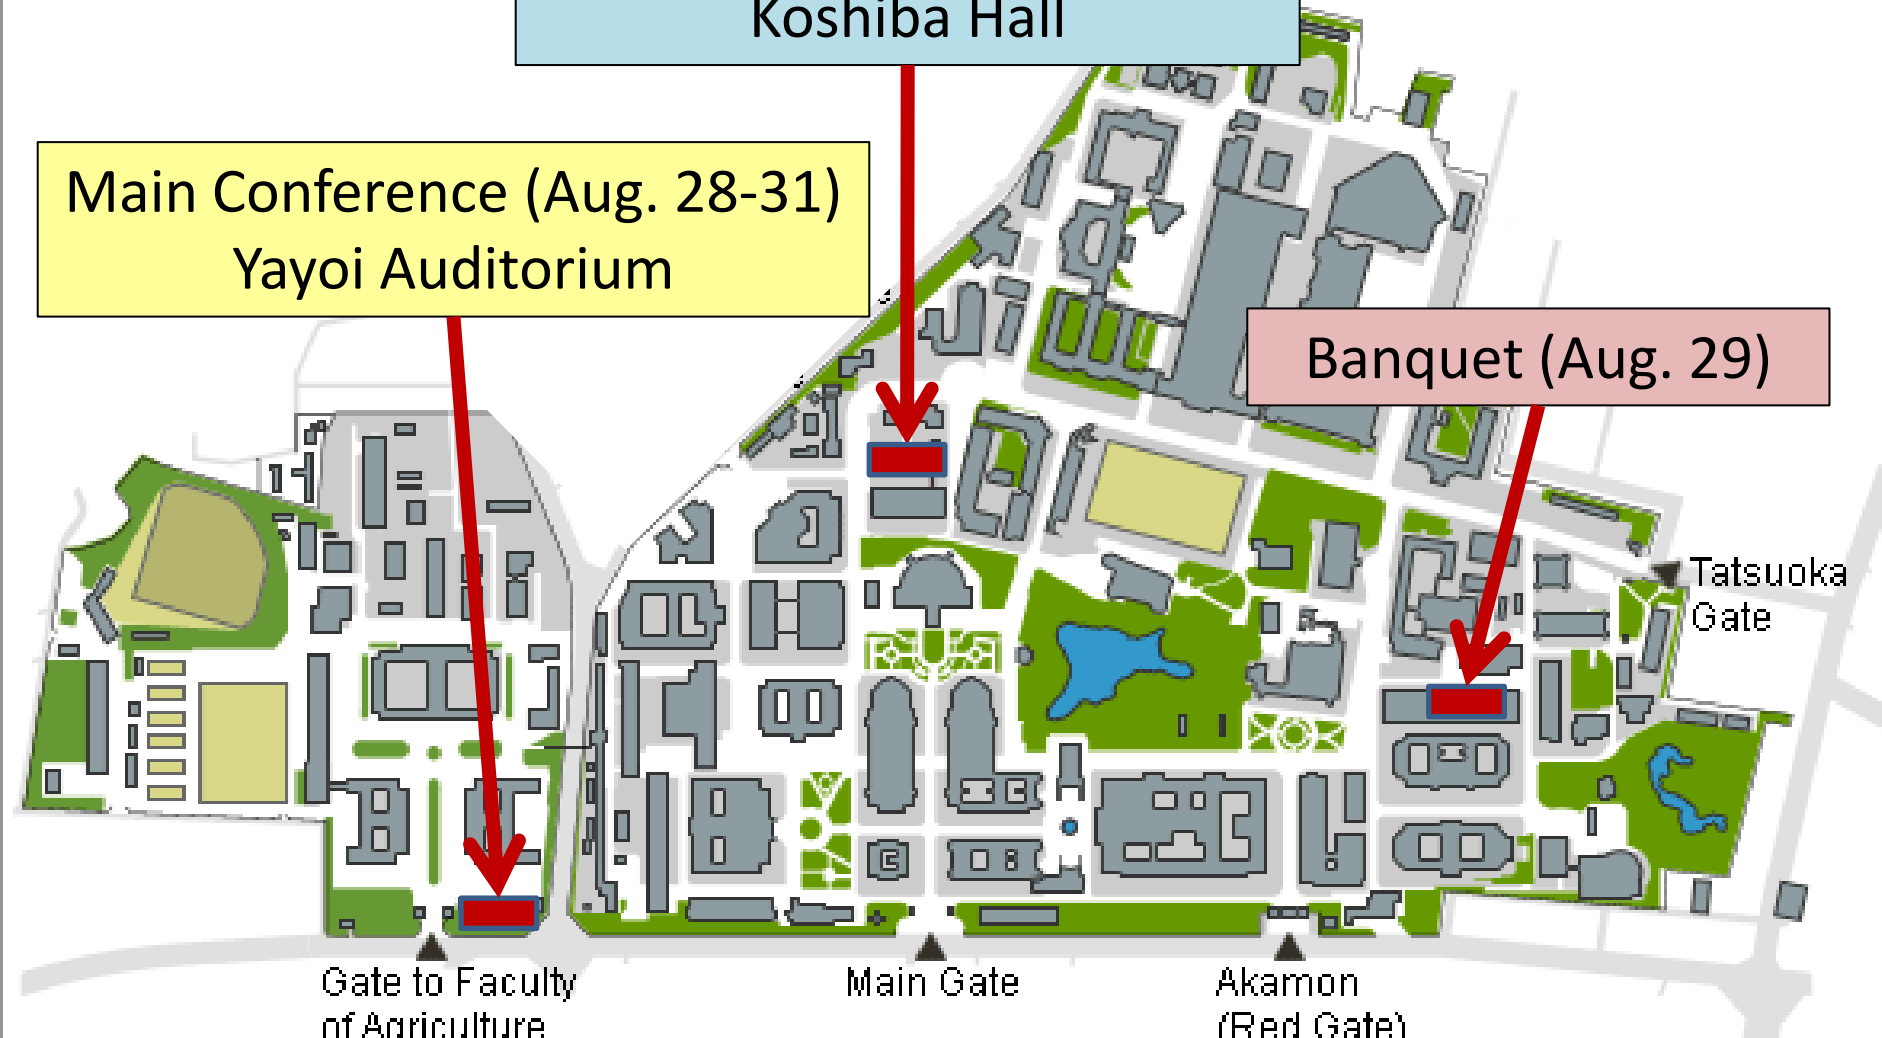 Koshiba Hall
Main Conference (Aug. 28-31)
Yayoi Auditorium
Banquet (Aug. 29)
Tatsuoka
Gate
Gate to Faculty
of Agriculture
Main Gate
Akamon
(Red Gate)